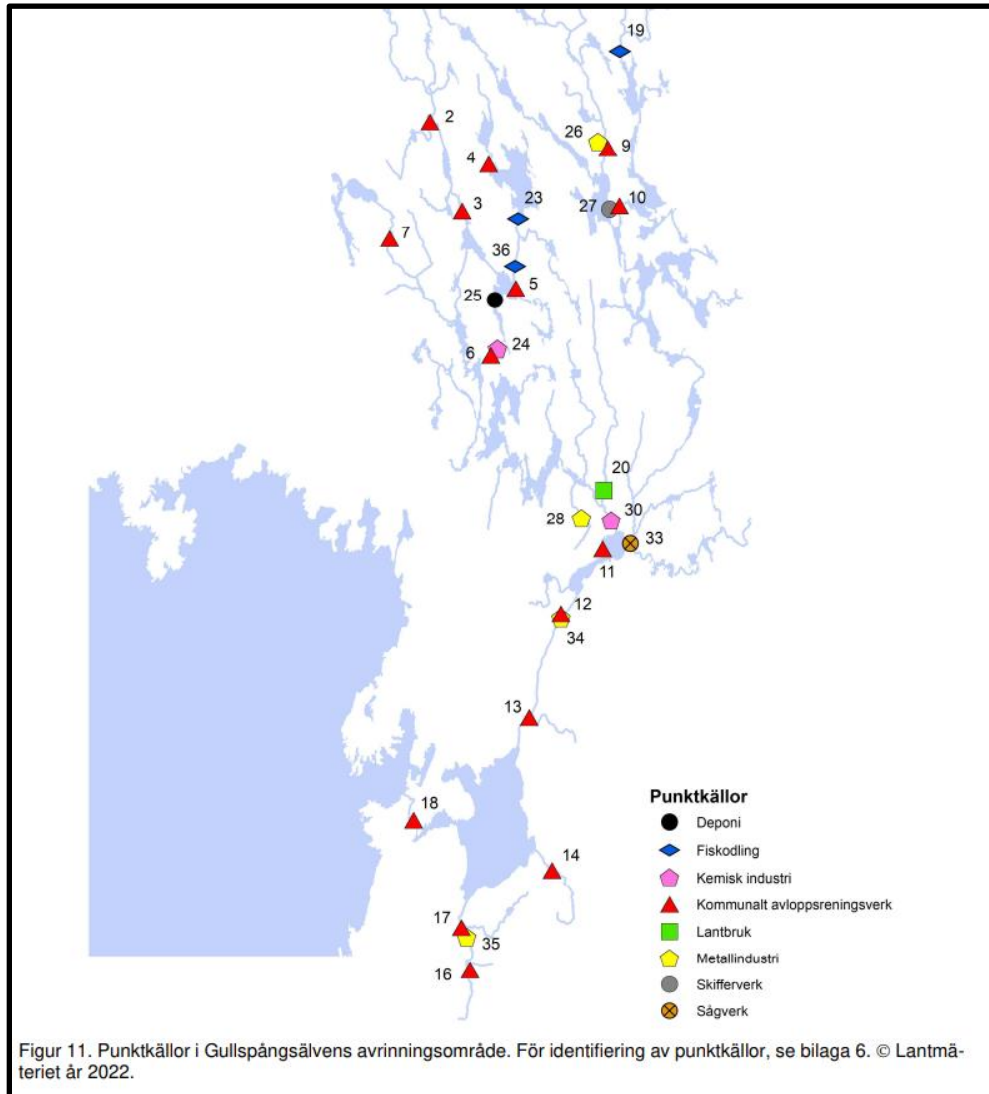 19
2
26
9
4
23
27
10
3
7
36
5
25
24
6
20
28
30
33
11
12
34
13
18
14
17
35
16
Punktkällor
Deponi
Fiskodling
Kemisk industri
Kommunalt avloppsreningsverk
Lantbruk
Metallindustri
Skifferverk
Sågverk
Figur 11. Punktkällor i Gullspångsälvens avrinningsområde. För identifiering av punktkällor, se bilaga 6. © Lantmä-
teriet år 2022.